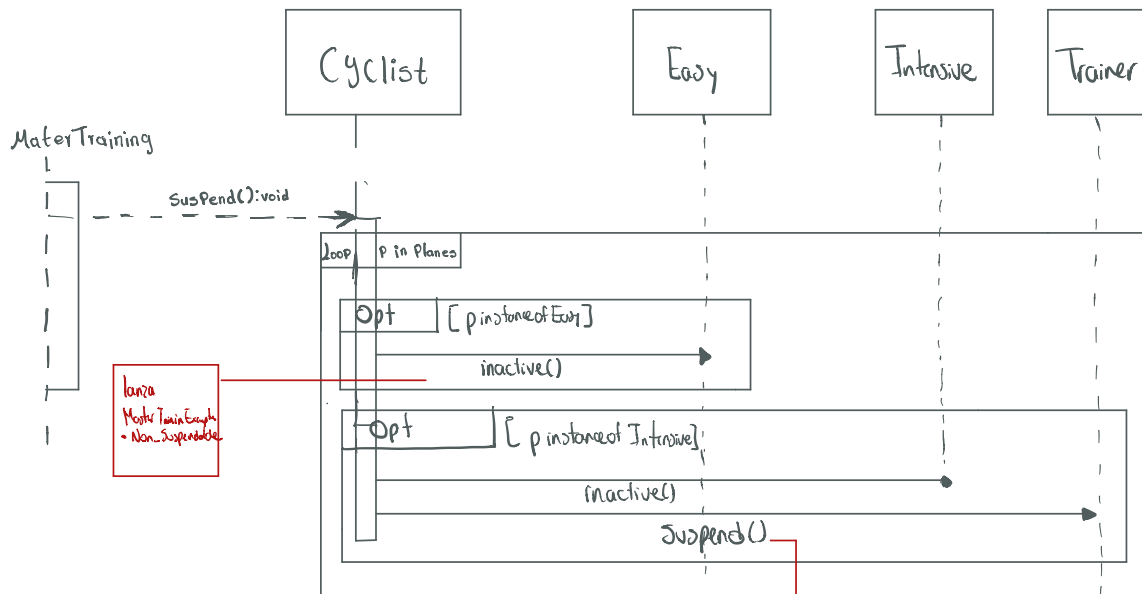 Cyclist
Easy
Intensive
Trainer
MaterTraining
SusPend():void
Loop
P in Planes
Opt
[p instanceof Easy]
inactive()
lanza
Opt
[p instanceof Intensive]
inactive()
Suspend()